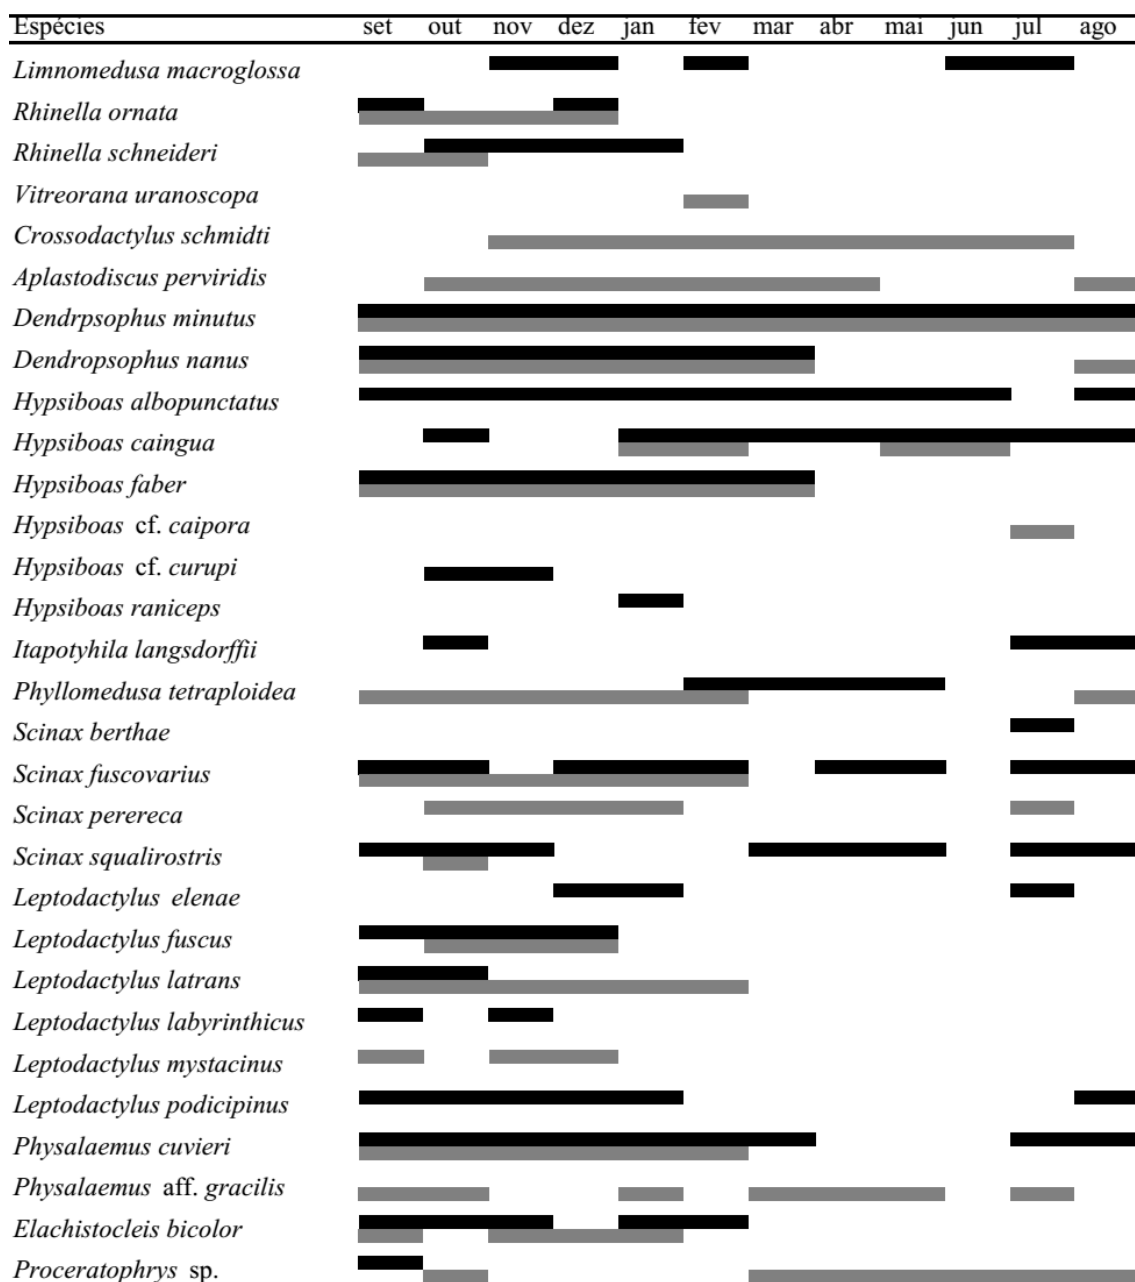 Espécies set out nov dez jan fev mar abr mai jun jul ago
Limnomedusa macroglossa
Rhinella ornata
Rhinella schneideri
Vitreorana uranoscopa
Crossodactylus schmidti
Aplastodiscus perviridis
Dendrpsophus minutus
Dendropsophus nanus
Hypsiboas albopunctatus
Hypsiboas caingua
Hypsiboas faber
Hypsiboas cf. caipora
Hypsiboas cf. curupi
Hypsiboas raniceps
Itapotyhila langsdorffii
Phyllomedusa tetraploidea
Scinax berthae
Scinax fuscovarius
Scinax perereca
Scinax squalirostris
Leptodactylus elenae
Leptodactylus fuscus
Leptodactylus latrans
Leptodactylus labyrinthicus
Leptodactylus mystacinus
Leptodactylus podicipinus
Physalaemus cuvieri
Physalaemus aff. gracilis
Elachistocleis bicolor
Proceratophrys sp.